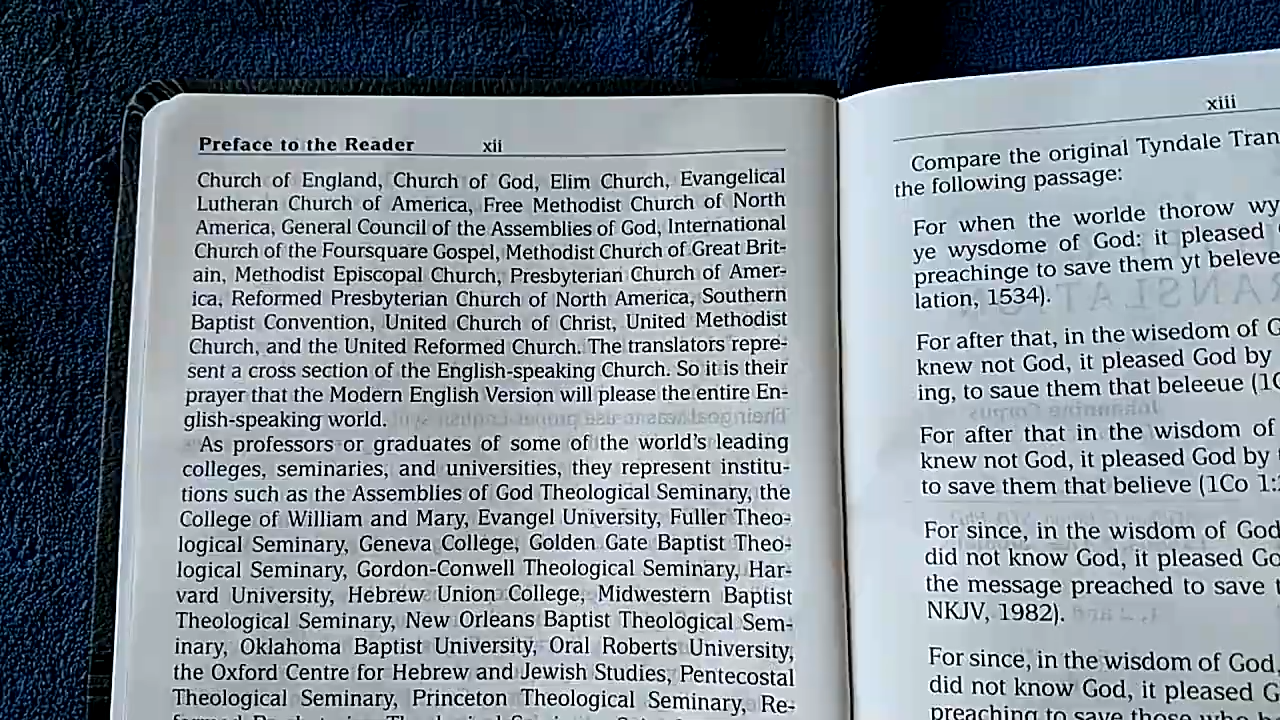 Preface to the Reader xii
Church of England, Church of God, Elim Church, Evangelical
Lutheran Church of America, Free Methodist Church of North
America, General Council of the Assemblies of God, International
Church of the Foursquare Gospel, Methodist Church of Great Brit-
ain, Methodist Episcopal Church, Presbyterian Church of Amer-
ica, Reformed Presbyterian Church of North America, Southern
Baptist Convention, United Church of Christ, United Methodist
Church, and the United Reformed Church. The translators repre-
sent a cross section of the English-speaking Church. So it is their
prayer that the Modern English Version will please the entire En-
glish-speaking world.
As professors or graduates of some of the world's leading
colleges, seminaries, and universities, they represent institu-
tions such as the Assemblies of God Theological Seminary, the
College of William and Mary, Evangel University, Fuller Theo-
logical Seminary, Geneva College, Golden Gate Baptist Theo-
logical Seminary, Gordon-Conwell Theological Seminary, Har-
vard University, Hebrew Union College, Midwestern Baptist
Theological Seminary, New Orleans Baptist Theological Sem-
inary, Oklahoma Baptist University, Oral Roberts University,
the Oxford Centre for Hebrew and Jewish Studies, Pentecostal
Theological Seminary, Princeton Theological Seminary, Re-
xiii
Compare the original Tyndale Tran
the following passage:
For when the worlde thorow wy
ye wysdome of God: it pleased
preachinge to save them yt beleve
lation, 1534).
For after that, in the wisedom of G
knew not God, it pleased God by
ing, to saue them that beleeue (1C
For after that in the wisdom of
knew not God, it pleased God by
to save them that believe (1Co 1:
For since, in the wisdom of God
did not know God, it pleased Go
the message preached to save
NKJV, 1982).
For since, in the wisdom of God,
did not know God, it pleased G
preaching to save those who